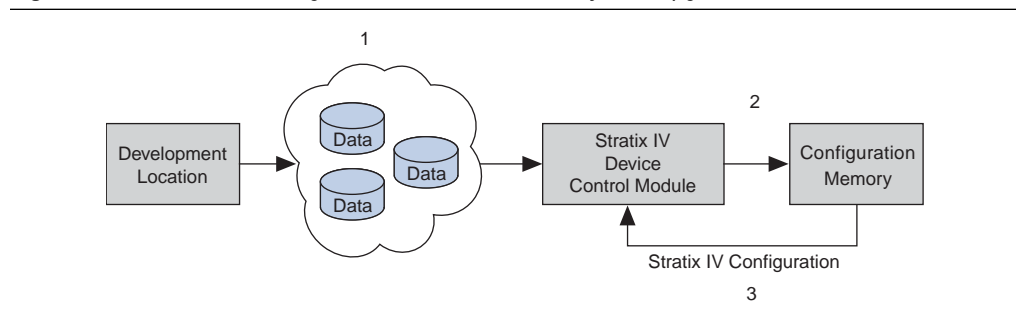 1
2
Development
Location
Data
Data
Data
Stratix IV
Device
Control Module
Configuration
Memory
Stratix IV Configuration
3